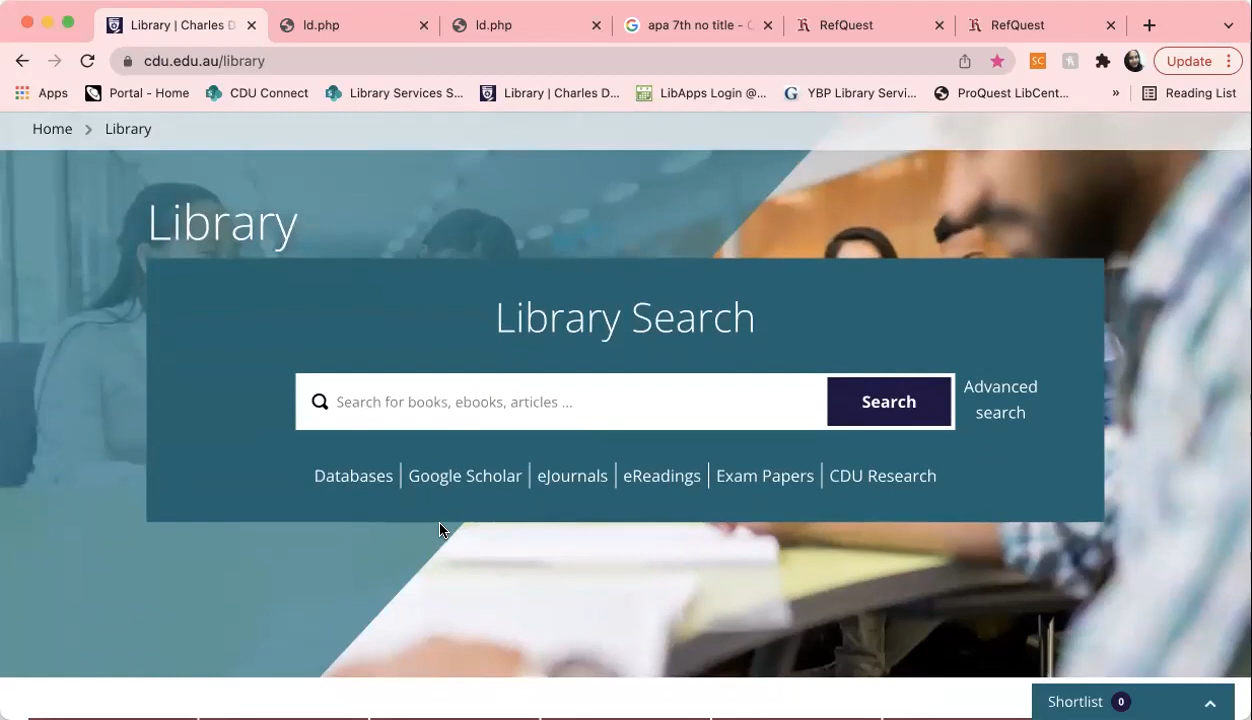 Library | Charles D
ld.php
ld.php
apa 7th no title -
RefQuest
RefQuest
cdu.edu.au/library
SC
Update
Apps
Portal - Home
CDU Connect
Library Services S...
Library | Charles D...
LibApps Login @...
YBP Library Servi...
ProQuest LibCent...
»
Reading List
Home
Library
Library
Library Search
Search for books, ebooks, articles ...
Search
Advanced
search
Databases
Google Scholar
eJournals
eReadings
Exam Papers
CDU Research
Shortlist 0